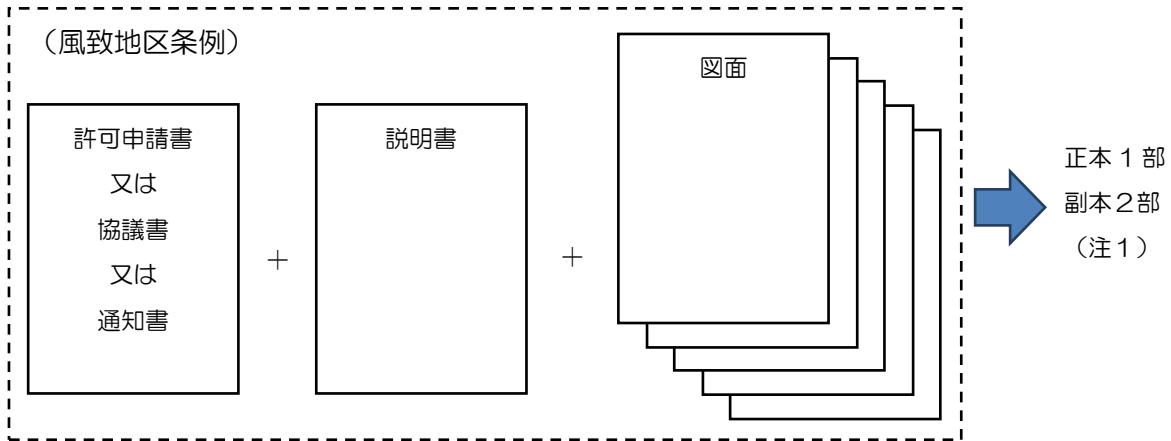 （風致地区条例）
許可申請書
又は
協議書
又は
通知書
＋
説明書
＋
図面
正本１部
副本２部
（注１）